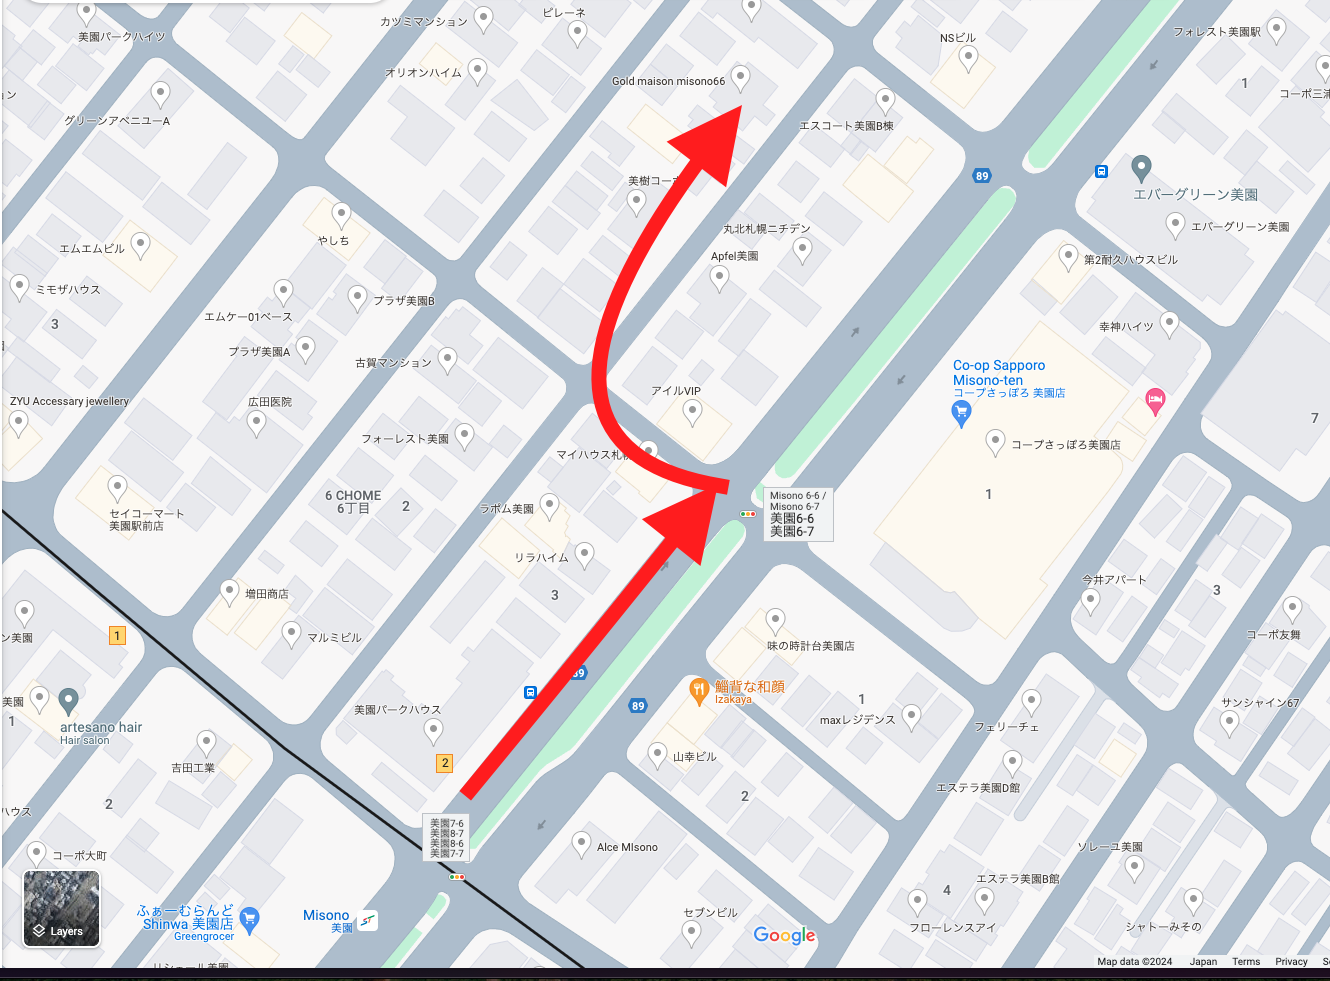 カツミマンション
ピレーネ
美園パークハイツ
オリオンハイム
Gold maison misono66
NSビル
フォレスト美園駅
1
コーポ三浦
ョン
グリーンアベニューA
エスコート美園B棟
89
エバーグリーン美園
エバーグリーン美園
美樹コーポ
やしち
エムエムビル
丸北札幌ニチデン
Apfel美園
第2耐久ハウスビル
ミモザハウス
エムケー01ベース
プラザ美園B
3
幸神ハイツ
プラザ美園A
古賀マンション
Co-op Sapporo
Misono-ten
コープさっぽろ 美園店
アイルVIP
ZYU Accessary jewellery
広田医院
7
フォーレスト美園
マイハウス札幌
コープさっぽろ美園店
6 CHOME
6丁目
2
1
セイコーマート
美園駅前店
ラポム美園
Misono 6-6 /
Misono 6-7
美園6-6
美園6-7
リラハイム
3
今井アパート
3
増田商店
1
マルミビル
ン美園
コーポ友舞
味の時計台美園店
89
89
鯔背な和顔
Izakaya
1
maxレジデンス
美園
1
artesano hair
Hair salon
美園パークハウス
サンシャイン67
フェリーチェ
吉田工業
2
山幸ビル
2
エステラ美園D館
ハウス
2
美園7-6
美園8-7
美園8-6
美園7-7
コーポ大町
Alce MIsono
ソレーユ美園
エステラ美園B館
4
Layers
ふぁーむらんど
Shinwa 美園店
Greengrocer
Misono
美園
セブンビル
フローレンスアイ
シャトーみその
Google
リシェール美園
Map data ©2024
Japan
Terms
Privacy